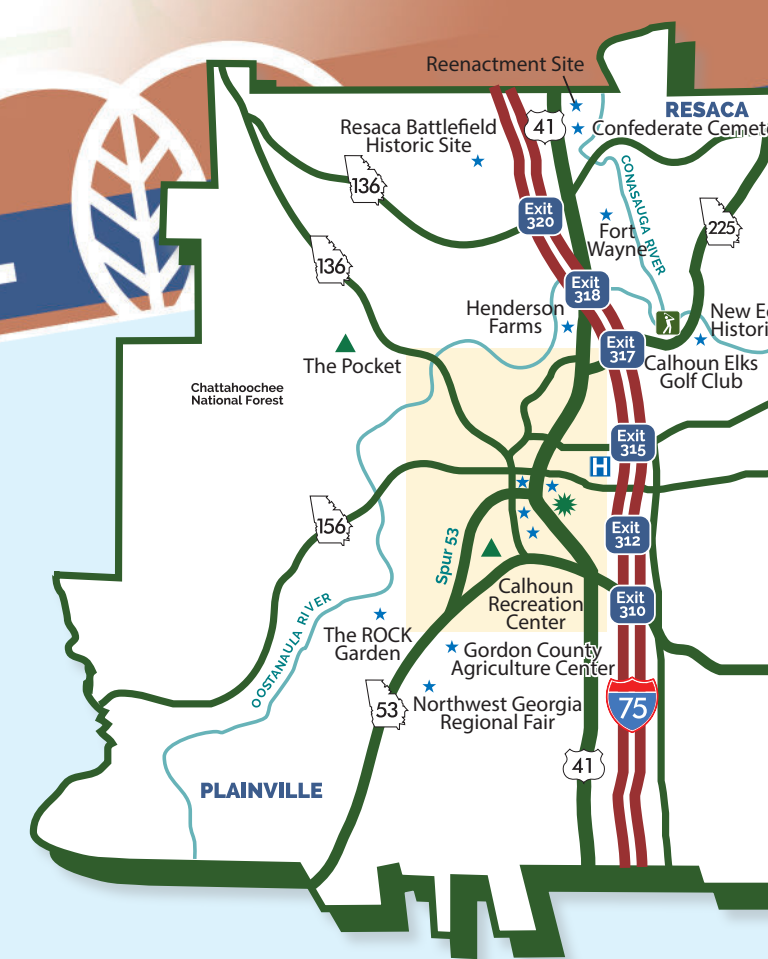 Reenactment Site
RESACA
41
Resaca Battlefield
Historic Site
Confederate
136
CONASAUGA RIVER
225
Exit
320
Fort
Wayne
136
Exit
318
Henderson
Farms
New
Exit
317
The Pocket
Calhoun Elks
Golf Club
Chattahoochee
National Forest
Exit
315
H
156
Exit
312
Spur 53
Calhoun
Recreation
Center
Exit
310
OOSTANAULA RIVER
The ROCK
Garden
Gordon County
Agriculture Center
53
Northwest Georgia
Regional Fair
75
41
PLAINVILLE